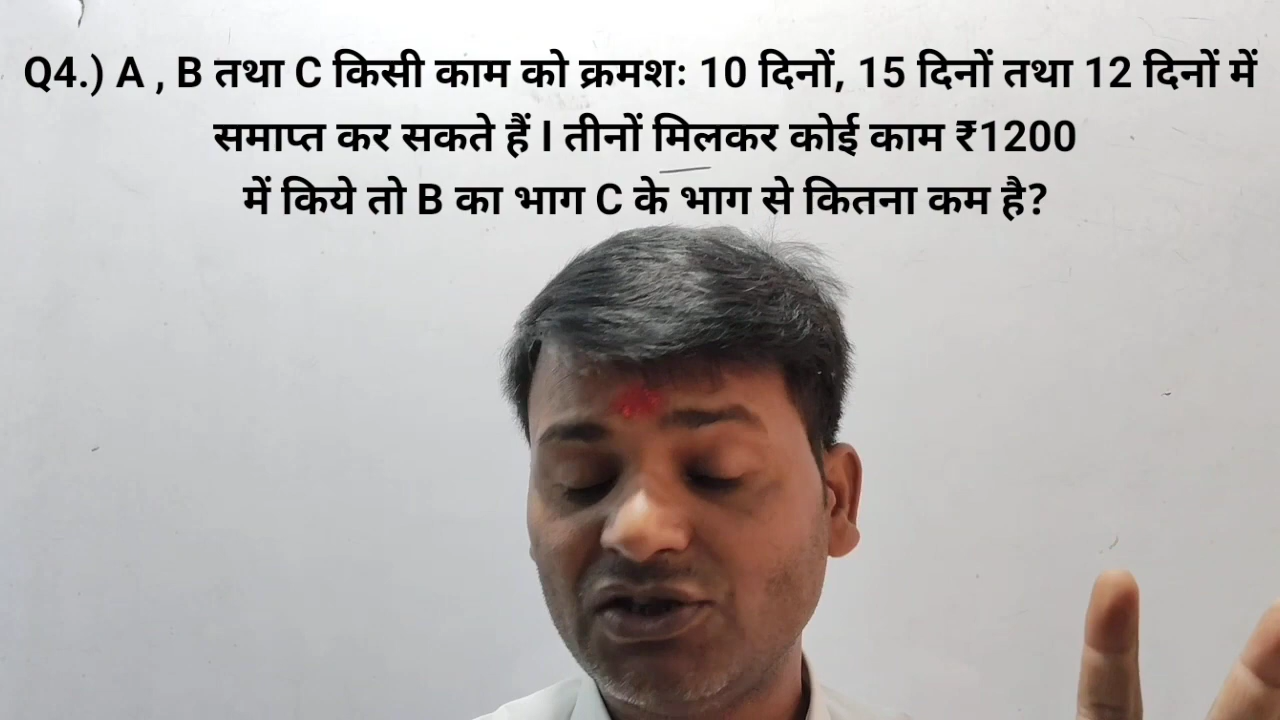 Q4.) A , B तथा C किसी काम को क्रमशः 10 दिनों, 15 दिनों तथा 12 दिनों में
समाप्त कर सकते हैं I तीनों मिलकर कोई काम ₹1200
में किये तो B का भाग C के भाग से कितना कम है?